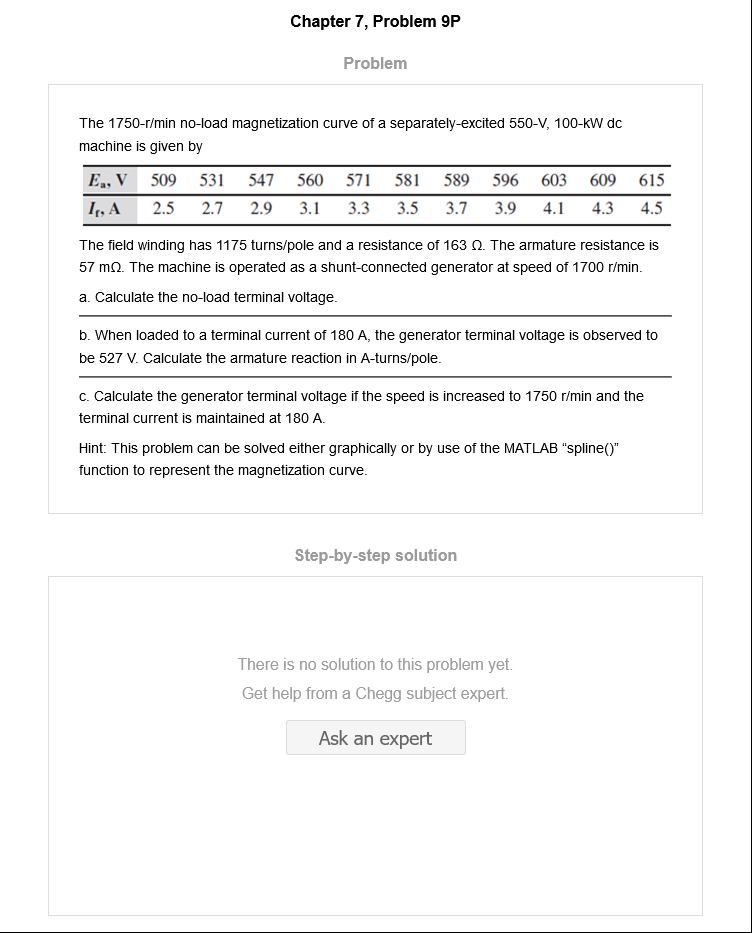 Chapter 7, Problem 9P
Problem
The 1750-r/min no-load magnetization curve of a separately-excited 550-V, 100-kW dc
machine is given by
Ea, V 509 531 547 560 571 581 589 596 603 609 615
If, A 2.5 2.7 2.9 3.1 3.3 3.5 3.7 3.9 4.1 4.3 4.5
The field winding has 1175 turns/pole and a resistance of 163 Ω. The armature resistance is
57 mΩ. The machine is operated as a shunt-connected generator at speed of 1700 r/min.
a. Calculate the no-load terminal voltage.
b. When loaded to a terminal current of 180 A, the generator terminal voltage is observed to
be 527 V. Calculate the armature reaction in A-turns/pole.
c. Calculate the generator terminal voltage if the speed is increased to 1750 r/min and the
terminal current is maintained at 180 A.
Hint: This problem can be solved either graphically or by use of the MATLAB “spline()”
function to represent the magnetization curve.
Step-by-step solution
There is no solution to this problem yet.
Get help from a Chegg subject expert.
Ask an expert